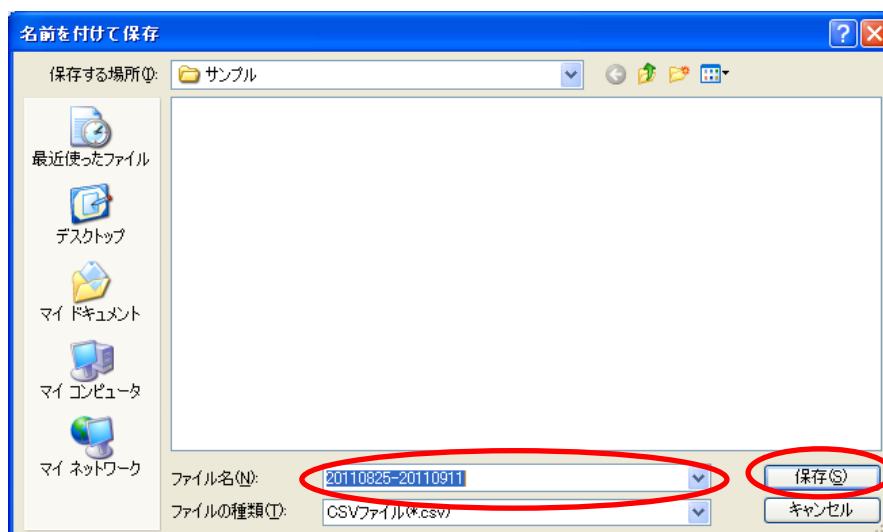 名前を付けて保存
保存する場所(I):
サンプル
最近使ったファイル
デスクトップ
マイ ドキュメント
マイ コンピュータ
マイ ネットワーク
ファイル名(N):
20110825-20110911
保存(S)
ファイルの種類(T):
CSVファイル(*.csv)
キャンセル